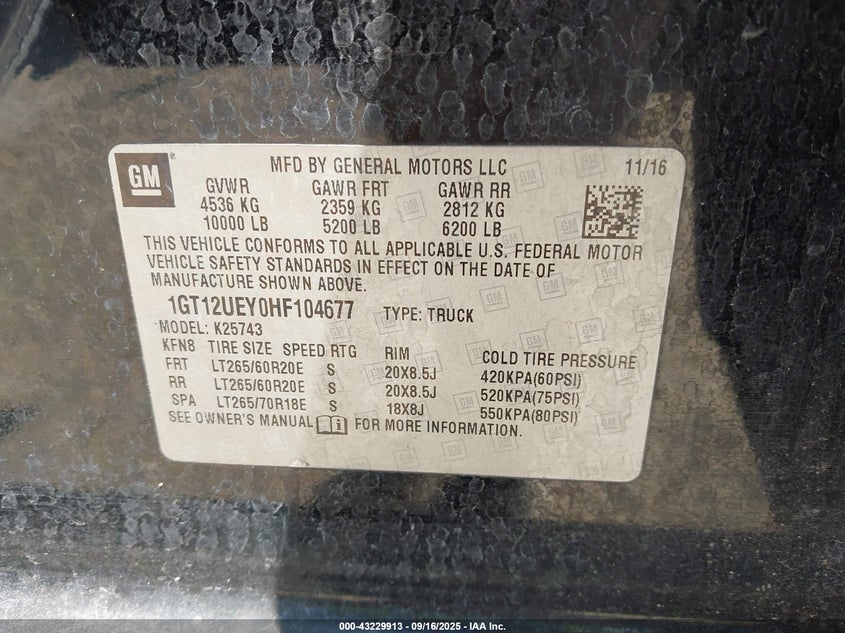 GM
MFD BY GENERAL MOTORS LLC 11/16
GVWR GAWR FRT GAWR RR
4536 KG 2359 KG 2812 KG
10000 LB 5200 LB 6200 LB
THIS VEHICLE CONFORMS TO ALL APPLICABLE U.S. FEDERAL MOTOR
VEHICLE SAFETY STANDARDS IN EFFECT ON THE DATE OF
MANUFACTURE SHOWN ABOVE.
1GT12UEY0HF104677 TYPE: TRUCK
MODEL: K25743
KFN8 TIRE SIZE SPEED RTG RIM COLD TIRE PRESSURE
FRT LT265/60R20E S 20X8.5J 420KPA(60PSI)
RR LT265/60R20E S 20X8.5J 520KPA(75PSI)
SPA LT265/70R18E S 18X8J 550KPA(80PSI)
SEE OWNER'S MANUAL FOR MORE INFORMATION.
000-43229913 - 09/16/2025 - IAA Inc.